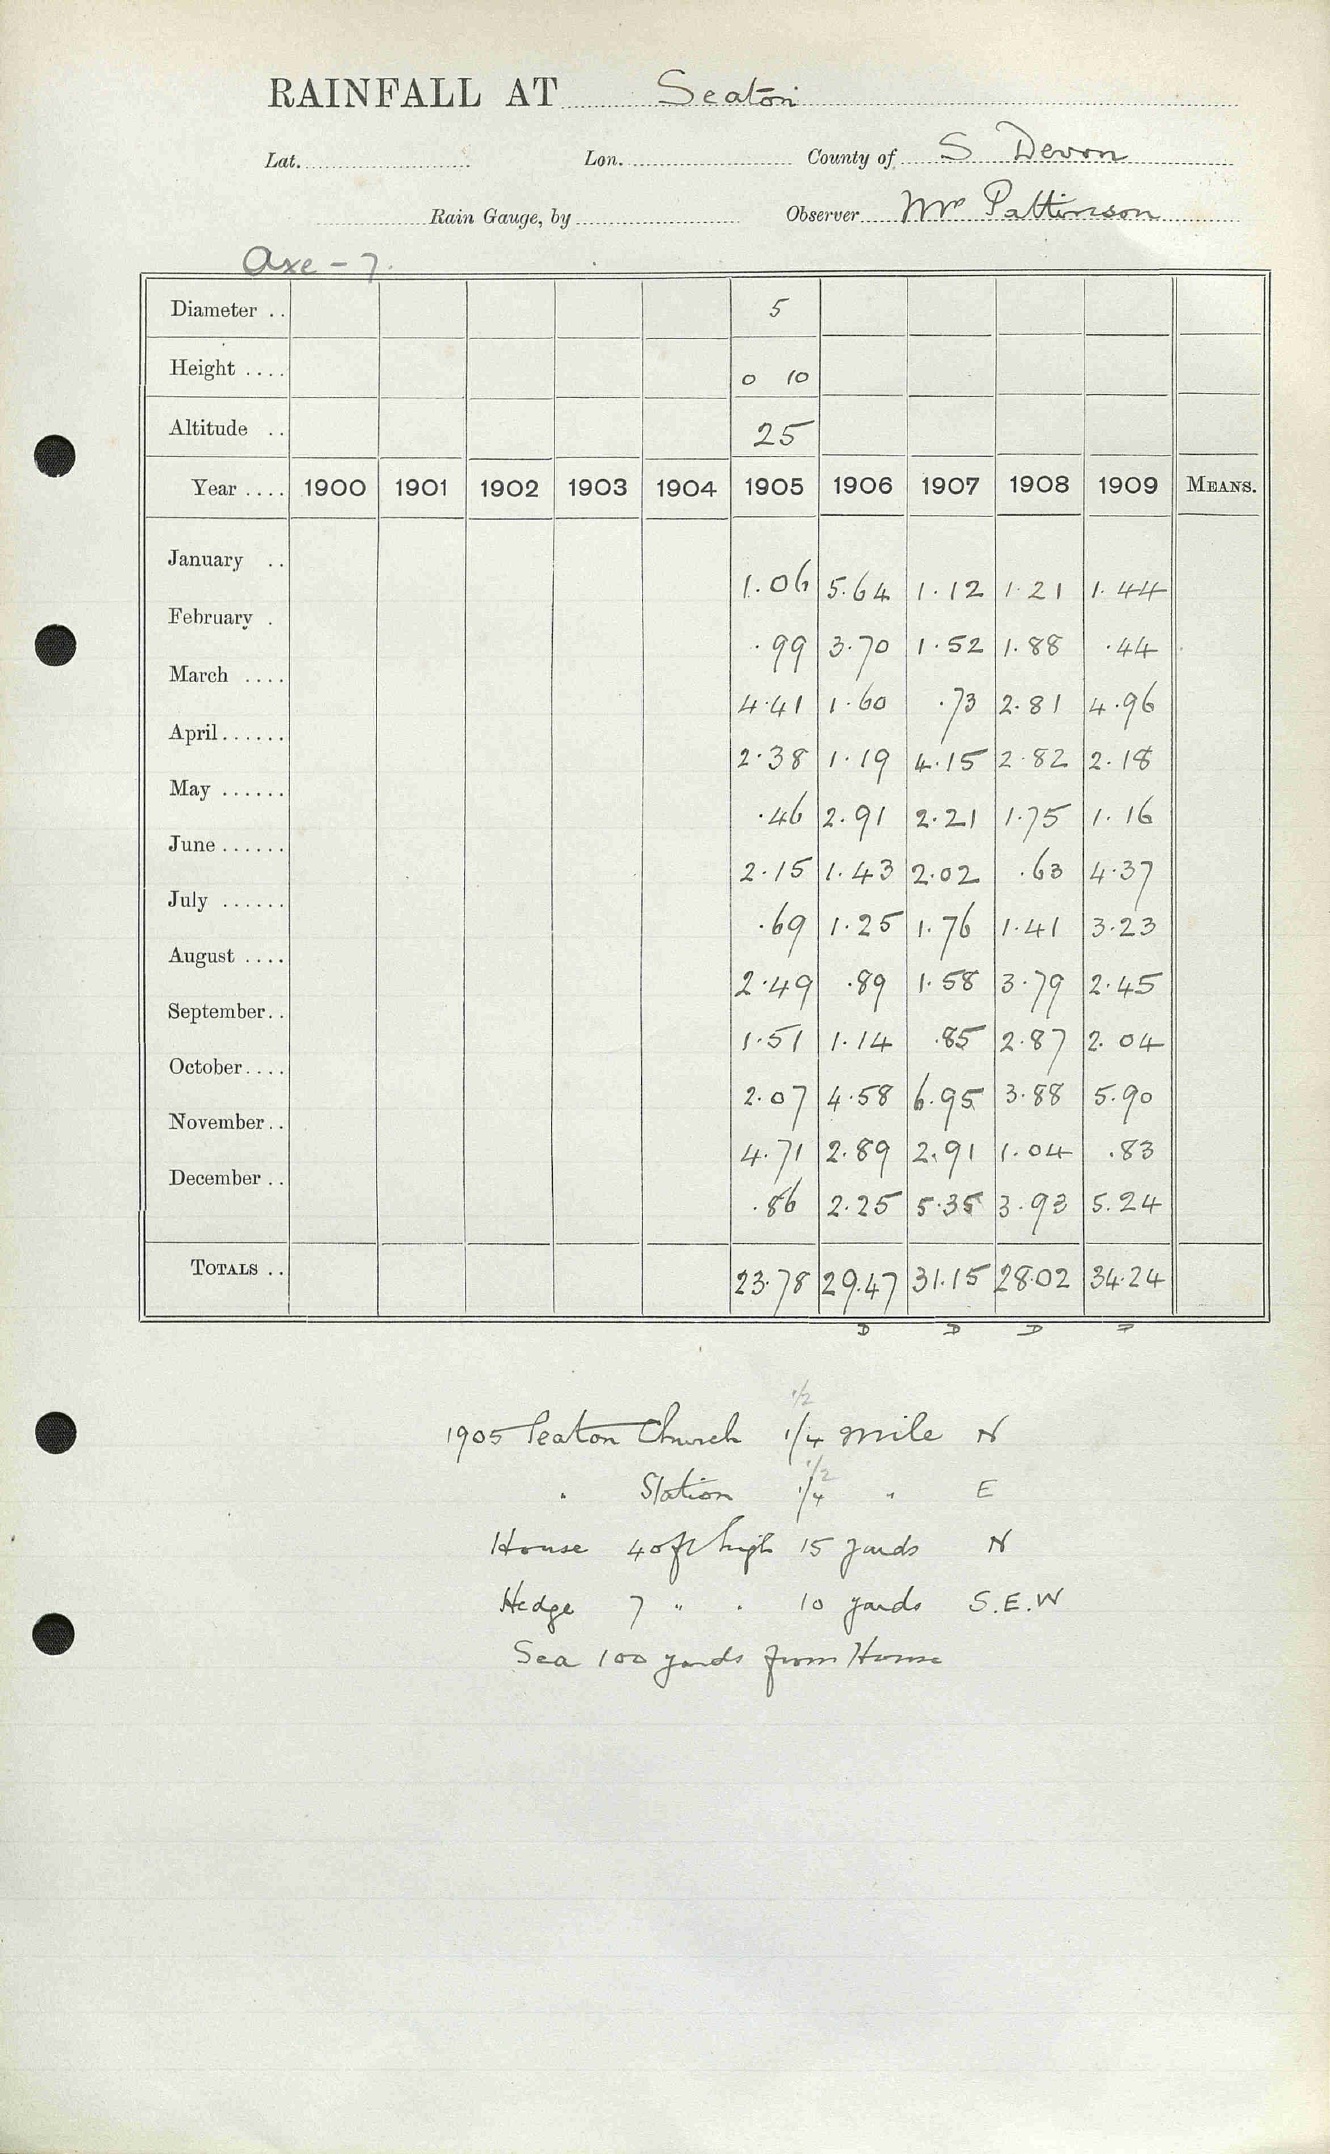 RAINFALL AT Seaton
Lat. Lon. County of S Devon
Rain Gauge, by Observer Mrs Pattinson
Axe - 7.
Diameter .. 5
Height .... 0 10
Altitude .. 25
Year .... 1900 1901 1902 1903 1904 1905 1906 1907 1908 1909 MEANS.
January .. 1.06 5.64 1.12 1.21 1.44
February . .99 3.70 1.52 1.88 .44
March .... 4.41 1.60 .73 2.81 4.96
April...... 2.38 1.19 4.15 2.82 2.18
May ...... .46 2.91 2.21 1.75 1.16
June...... 2.15 1.43 2.02 .63 4.37
July ...... .69 1.25 1.76 1.41 3.23
August .... 2.49 .89 1.58 3.79 2.45
September.. 1.51 1.14 .85 2.87 2.04
October.... 2.07 4.58 6.95 3.88 5.90
November.. 4.71 2.89 2.91 1.04 .83
December .. .86 2.25 5.35 3.93 5.24
TOTALS .. 23.78 29.47 31.15 28.02 34.24
D D D
1/2
1905 Seaton Church 1/4 mile N
1/2
" Station 1/4 " E
House 40ft high 15 yards N
Hedge 7 " " 10 yards S.E.W
Sea 100 yards from House